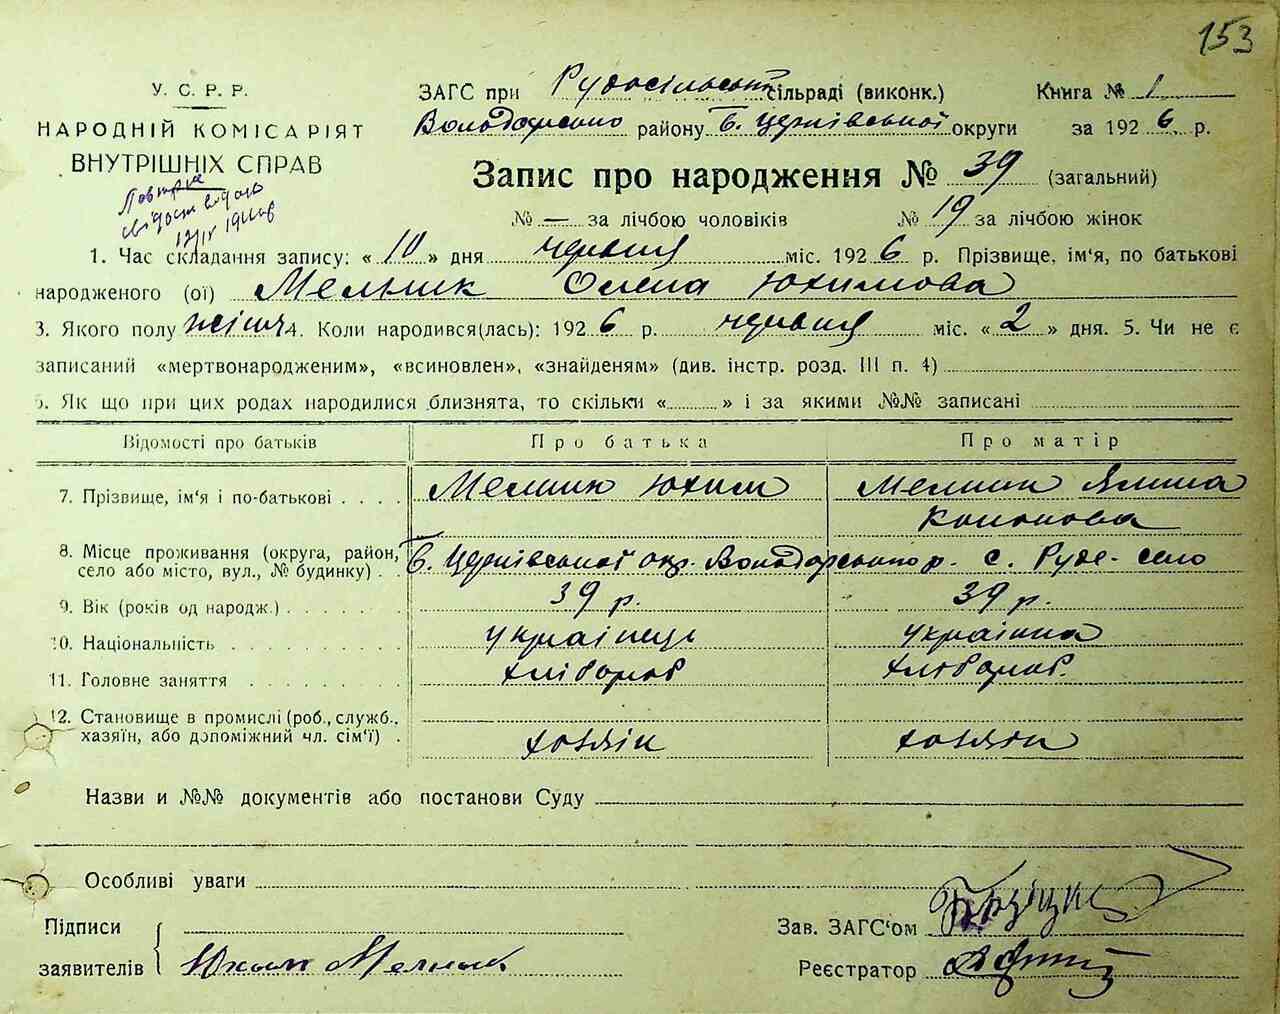 153
У. С. Р. Р.
НАРОДНІЙ КОМІСАРІЯТ
ВНУТРІШНІХ СПРАВ
ЗАГС при Рудосільській сільраді (виконк.) Книга № 1
Володарського району Б. Церківської округи за 1926 р.
Запис про народження № 39 (загальний)
№ — за лічбою чоловіків № 19 за лічбою жінок
1. Час складання запису: « 10 » дня червня міс. 1926 р. Прізвище, ім'я, по батькові
народженого (ої) Мельник Олена Юхимова
3. Якого полу жіноч 4. Коли народився(лась): 1926 р. червня міс. « 2 » дня. 5. Чи не є
записаний «мертвонародженим», «всиновлен», «знайденям» (див. інстр. розд. III п. 4)
6. Як що при цих родах народилися близнята, то скільки « » і за якими №№ записані
Відомості про батьків Про батька Про матір
7. Прізвище, ім'я і по-батькові . . . . Мельник Юхим Мельник Ялина
Кононова
8. Місце проживання (округа, район,
село або місто, вул., № будинку) . . Б. Церківської окр. Володарського р. с. Руде-село
9. Вік (років од народж.) . . . . . . 39 р. 39 р.
10. Національність . . . . . . . . . українець українка
11. Головне заняття . . . . . . . . хлібороб хлібороб.
12. Становище в промислі (роб., служб.,
хазяїн, або допоміжний чл. сім'ї) . хозяїн хозяїн
Назви и №№ документів або постанови Суду
Особливі уваги
Підписи
заявителів Юхим Мельник
Зав. ЗАГС'ом
Реєстратор